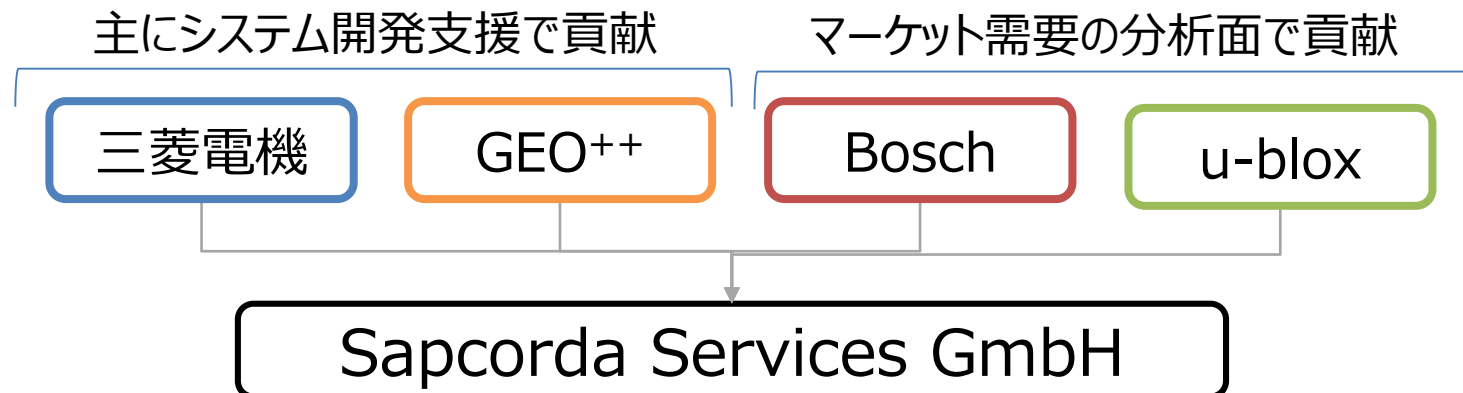 主にシステム開発支援で貢献
マーケット需要の分析面で貢献
三菱電機
GEO++
Bosch
u-blox
Sapcorda Services GmbH